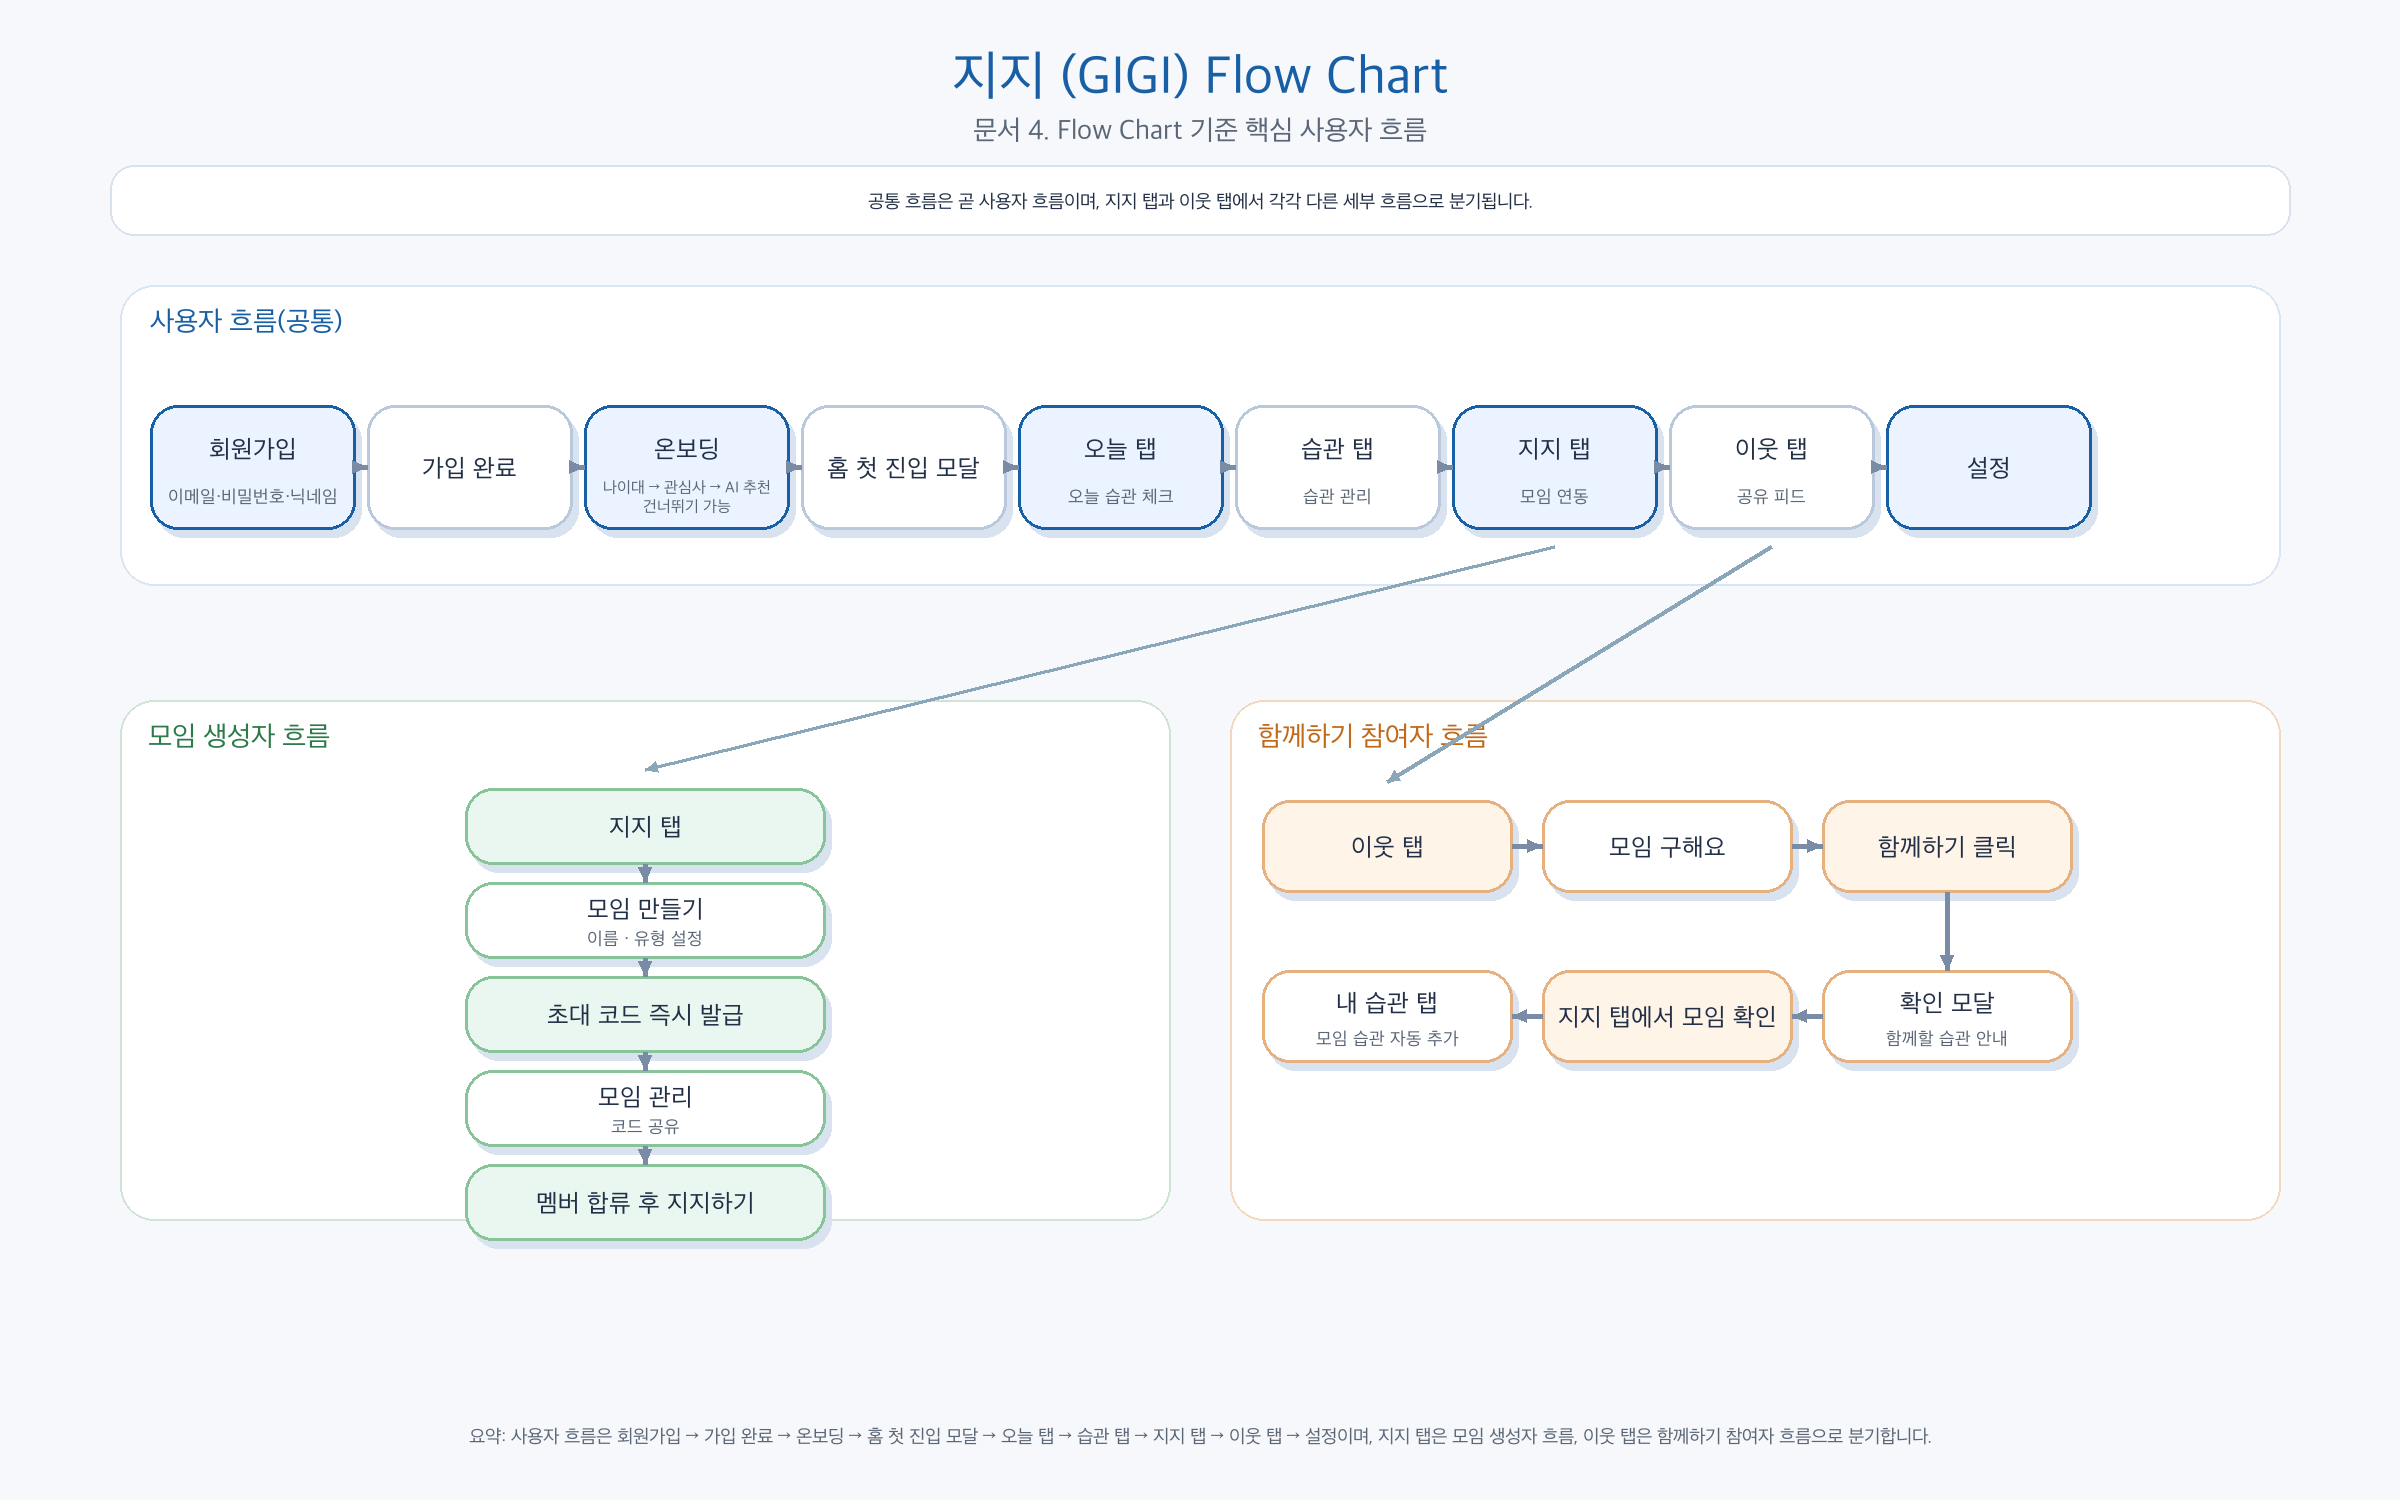 지지 (GIGI) Flow Chart
문서 4. Flow Chart 기준 핵심 사용자 흐름
공통 흐름은 곧 사용자 흐름이며, 지지 탭과 이웃 탭에서 각각 다른 세부 흐름으로 분기됩니다.
사용자 흐름(공통)
회원가입
이메일·비밀번호·닉네임
가입 완료
온보딩
나이대 → 관심사 → AI 추천
건너뛰기 가능
홈 첫 진입 모달
오늘 탭
오늘 습관 체크
습관 탭
습관 관리
지지 탭
모임 연동
이웃 탭
공유 피드
설정
모임 생성자 흐름
지지 탭
모임 만들기
이름 · 유형 설정
초대 코드 즉시 발급
모임 관리
코드 공유
멤버 합류 후 지지하기
함께하기 참여자 흐름
이웃 탭
모임 구해요
함께하기 클릭
내 습관 탭
모임 습관 자동 추가
지지 탭에서 모임 확인
확인 모달
함께할 습관 안내
요약: 사용자 흐름은 회원가입 → 가입 완료 → 온보딩 → 홈 첫 진입 모달 → 오늘 탭 → 습관 탭 → 지지 탭 → 이웃 탭 → 설정이며, 지지 탭은 모임 생성자 흐름, 이웃 탭은 함께하기 참여자 흐름으로 분기합니다.